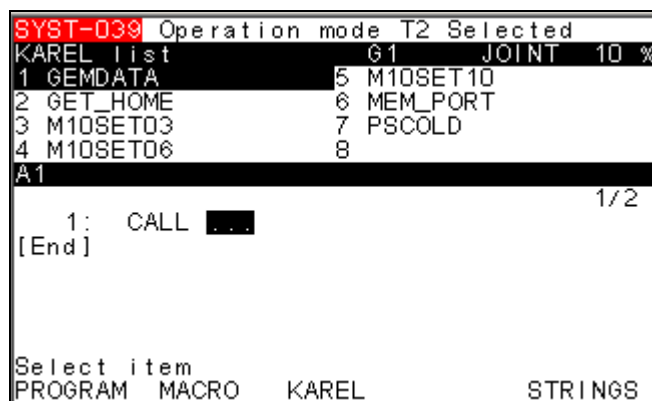 SYST-039 Operation mode T2 Selected
KAREL list G1 JOINT 10 %
1 GEMDATA 5 M10SET10
2 GET_HOME 6 MEM_PORT
3 M10SET03 7 PSCOLD
4 M10SET06 8
A1
1/2
1: CALL ...
[End]
Select item
PROGRAM MACRO KAREL STRINGS